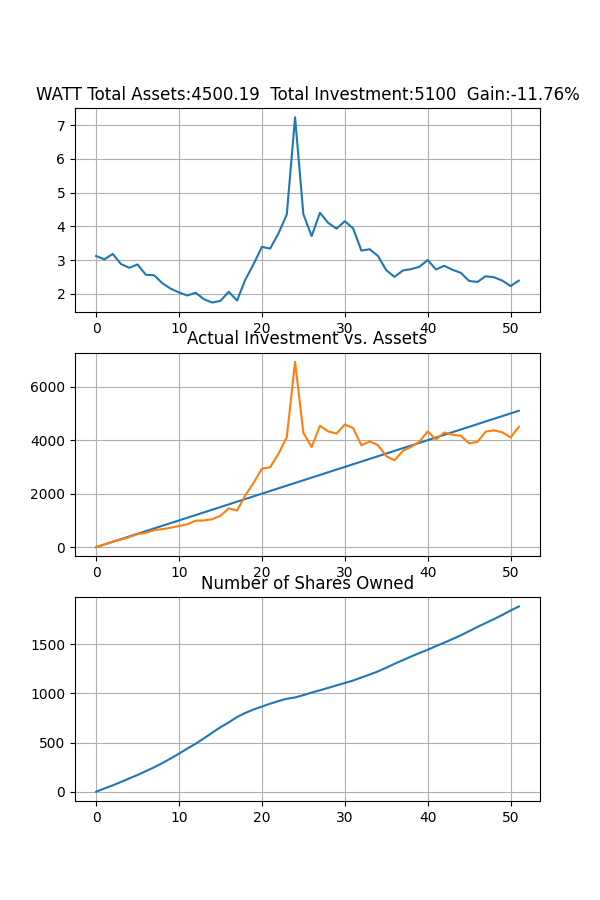 WATT Total Assets:4500.19  Total Investment:5100  Gain:-11.76%
7
6
5
4
3
2
0 10 20 30 40 50
Actual Investment vs. Assets
6000
4000
2000
0
0 10 20 30 40 50
Number of Shares Owned
1500
1000
500
0
0 10 20 30 40 50